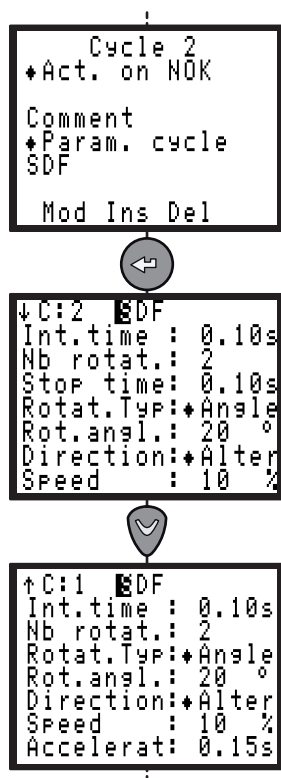 Cycle 2
♦Act. on NOK
Comment
♦Param. cycle
SDF
Mod Ins Del
↓C:2 SDF
Int.time : 0.10s
Nb rotat.: 2
Stop time: 0.10s
Rotat.Typ:♦Angle
Rot.angl.: 20 °
Direction:♦Alter
Speed : 10 %
↑C:1 SDF
Int.time : 0.10s
Nb rotat.: 2
Rotat.Typ:♦Angle
Rot.angl.: 20 °
Direction:♦Alter
Speed : 10 %
Accelerat: 0.15s